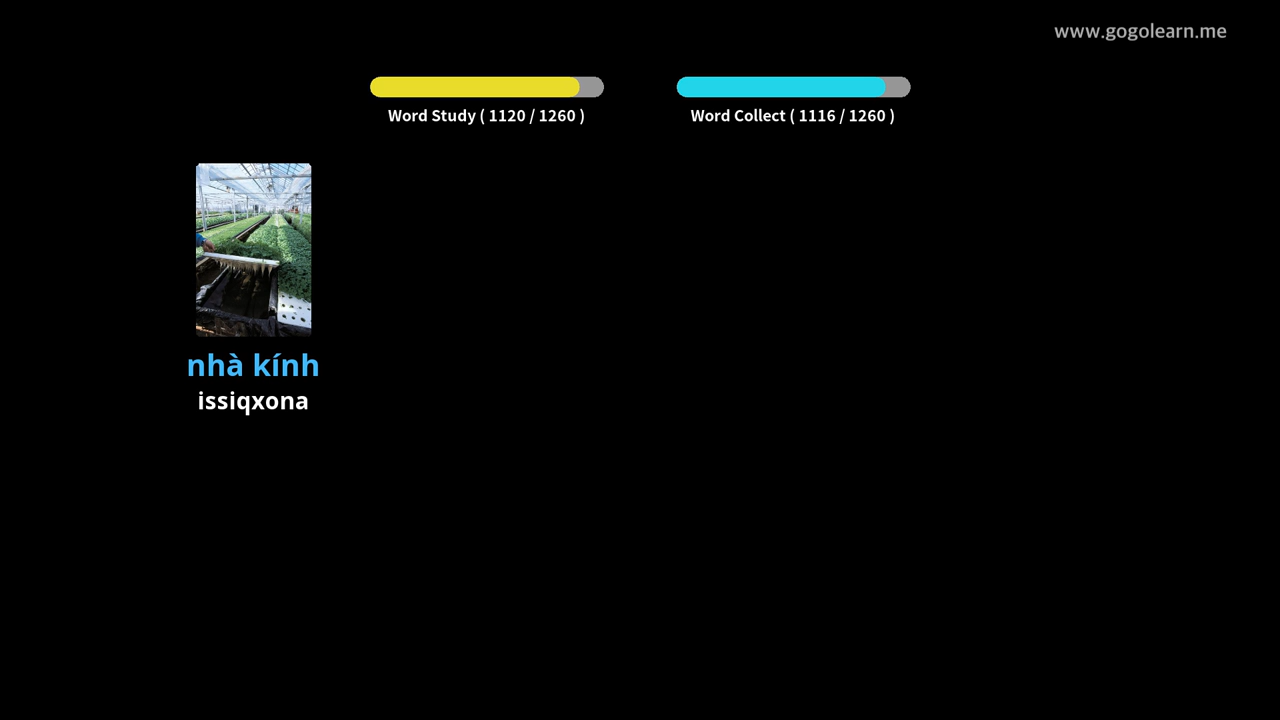 www.gogolearn.me
Word Study ( 1120 / 1260 )
Word Collect ( 1116 / 1260 )
nhà kính
issiqxona